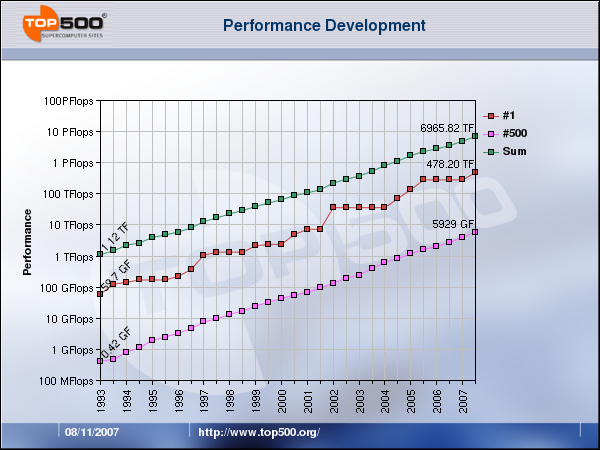 TOP500®
SUPERCOMPUTER SITES
Performance Development
100PFlops
10 PFlops
1 PFlops
100 TFlops
10 TFlops
1 TFlops
100 GFlops
10 GFlops
1 GFlops
100 MFlops
Performance
6965.82 TF
478.20 TF
5929 GF
1.12 TF
59.7 GF
0.42 GF
#1
#500
Sum
1993
1994
1995
1996
1997
1998
1999
2000
2001
2002
2003
2004
2005
2006
2007
TOP500
08/11/2007
http://www.top500.org/